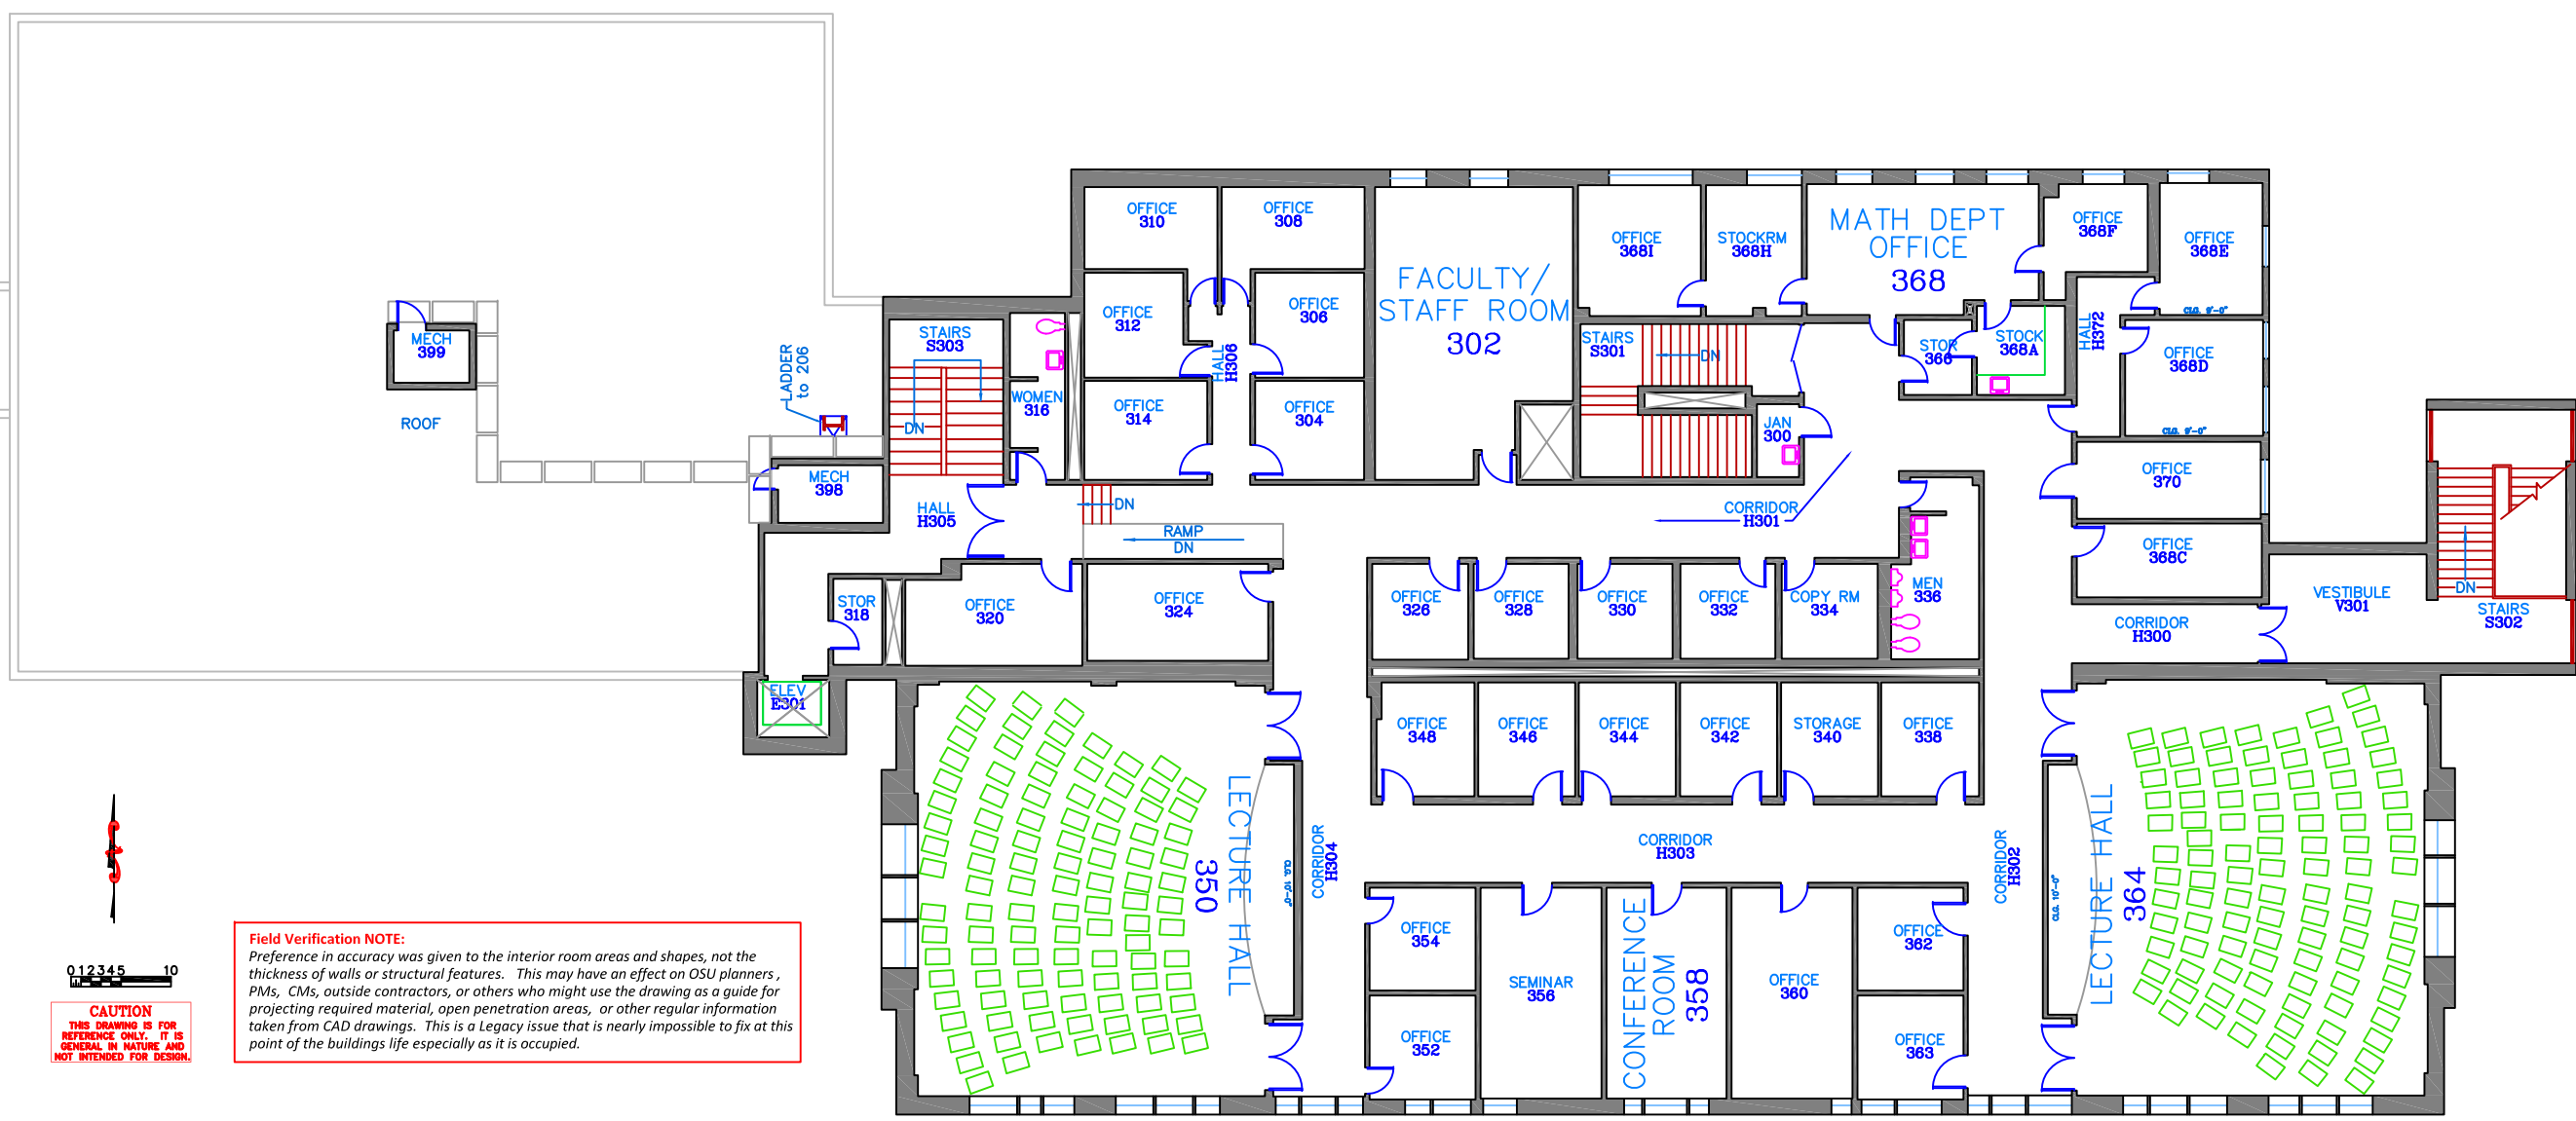 OFFICE
310
OFFICE
308
FACULTY/
STAFF ROOM
302
OFFICE
368I
STOCKRM
368H
MATH DEPT
OFFICE
368
OFFICE
368F
OFFICE
368E
CLG. 9'-0"
OFFICE
312
OFFICE
306
HALL
H306
STAIRS
S301
DN
STOR
366
STOCK
368A
HALL
H372
OFFICE
368D
CLG. 9'-0"
MECH
399
ROOF
LADDER
to 206
STAIRS
S303
DN
WOMEN
316
OFFICE
314
OFFICE
304
JAN
300
MECH
398
HALL
H305
DN
RAMP
DN
CORRIDOR
H301
OFFICE
370
OFFICE
368C
DN
STAIRS
S302
VESTIBULE
V301
CORRIDOR
H300
STOR
318
OFFICE
320
OFFICE
324
OFFICE
326
OFFICE
328
OFFICE
330
OFFICE
332
COPY RM
334
MEN
336
ELEV
E301
OFFICE
348
OFFICE
346
OFFICE
344
OFFICE
342
STORAGE
340
OFFICE
338
LECTURE HALL
350
CLG. 10'-0"
CORRIDOR
H304
CORRIDOR
H303
CORRIDOR
H302
CLG. 10'-0"
LECTURE HALL
364
OFFICE
354
OFFICE
352
SEMINAR
356
CONFERENCE
ROOM
358
OFFICE
360
OFFICE
362
OFFICE
363
0 1 2 3 4 5 10
CAUTION
THIS DRAWING IS FOR
REFERENCE ONLY. IT IS
GENERAL IN NATURE AND
NOT INTENDED FOR DESIGN.
Field Verification NOTE:
Preference in accuracy was given to the interior room areas and shapes, not the
thickness of walls or structural features. This may have an effect on OSU planners ,
PMs, CMs, outside contractors, or others who might use the drawing as a guide for
projecting required material, open penetration areas, or other regular information
taken from CAD drawings. This is a Legacy issue that is nearly impossible to fix at this
point of the buildings life especially as it is occupied.